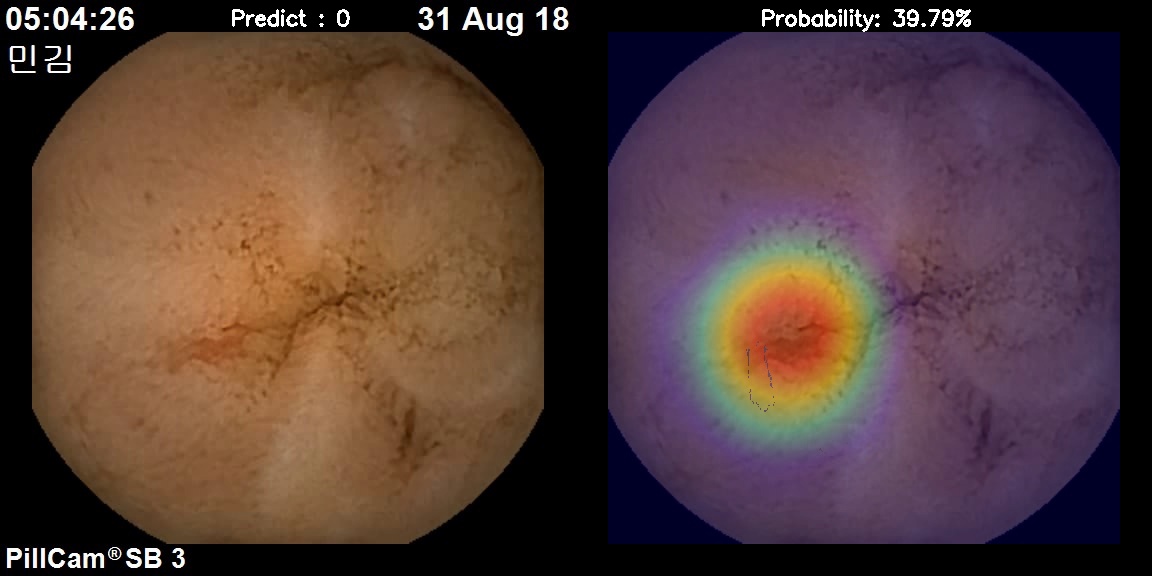 05:04:26 Predict : 0 31 Aug 18 Probability: 39.79%
민김
PillCam® SB 3